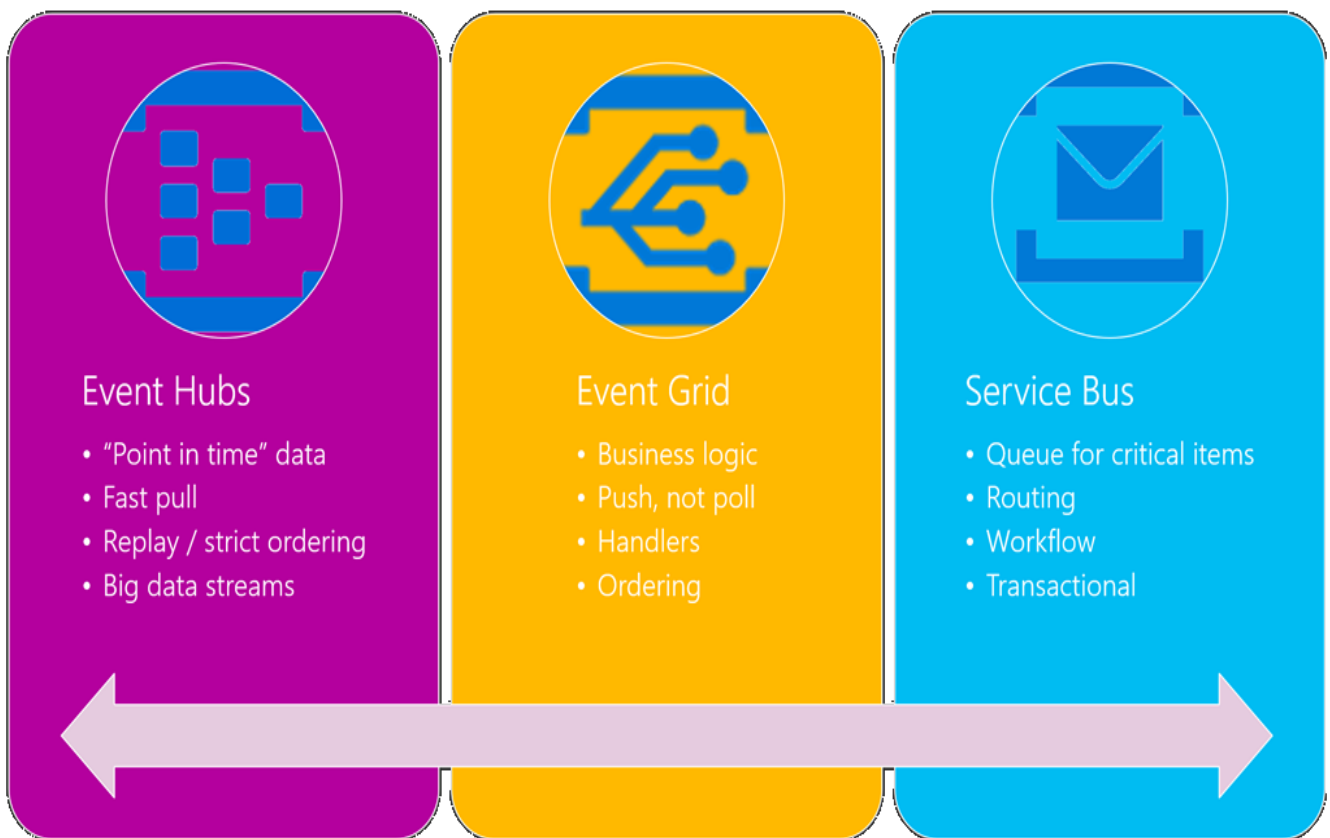 Event Hubs
• “Point in time” data
• Fast pull
• Replay / strict ordering
• Big data streams
Event Grid
• Business logic
• Push, not poll
• Handlers
• Ordering
Service Bus
• Queue for critical items
• Routing
• Workflow
• Transactional